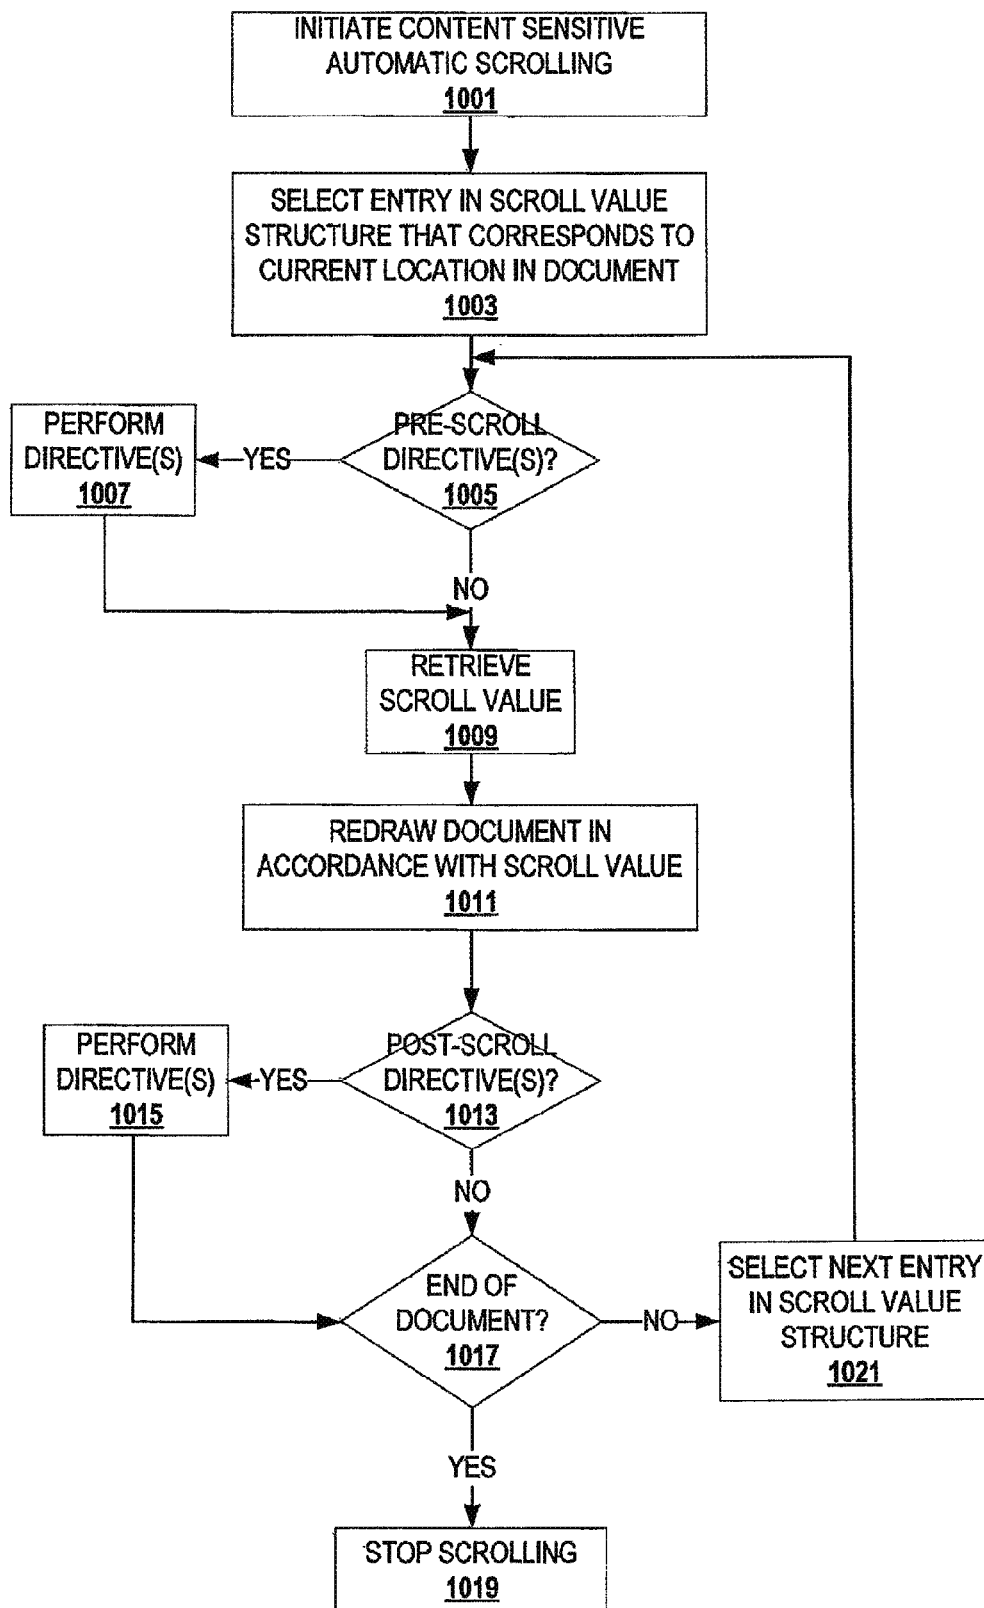 INITIATE CONTENT SENSITIVE
AUTOMATIC SCROLLING
1001
SELECT ENTRY IN SCROLL VALUE
STRUCTURE THAT CORRESPONDS TO
CURRENT LOCATION IN DOCUMENT
1003
PRE-SCROLL
DIRECTIVE(S)?
1005
YES
PERFORM
DIRECTIVE(S)
1007
NO
RETRIEVE
SCROLL VALUE
1009
REDRAW DOCUMENT IN
ACCORDANCE WITH SCROLL VALUE
1011
POST-SCROLL
DIRECTIVE(S)?
1013
YES
PERFORM
DIRECTIVE(S)
1015
NO
END OF
DOCUMENT?
1017
NO
SELECT NEXT ENTRY
IN SCROLL VALUE
STRUCTURE
1021
YES
STOP SCROLLING
1019